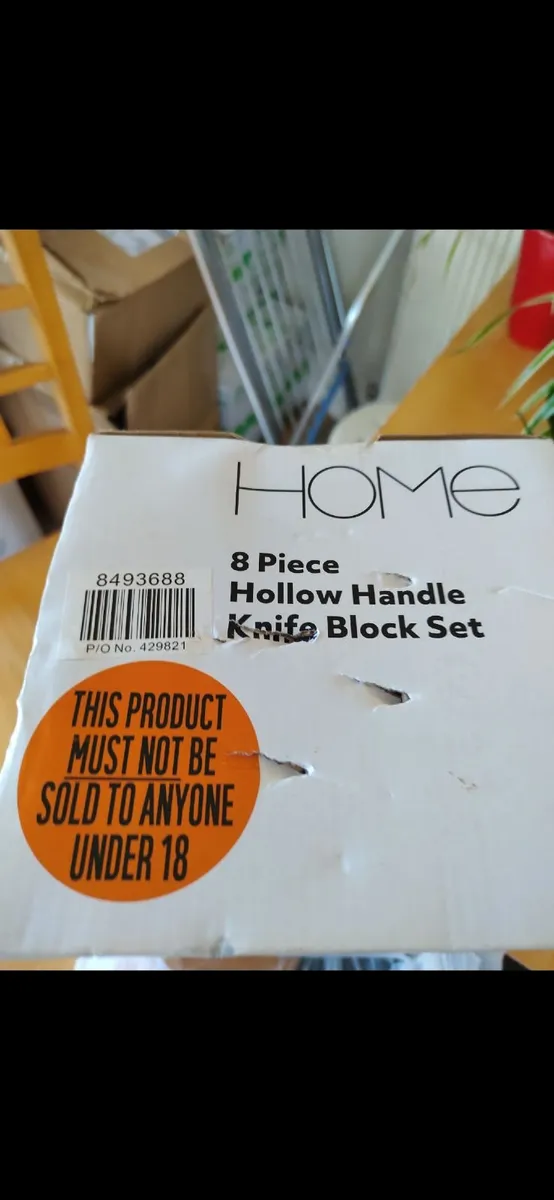 HOMe
8 Piece
Hollow Handle
Knife Block Set
8493688
P/O No. 429821
THIS PRODUCT
MUST NOT BE
SOLD TO ANYONE
UNDER 18